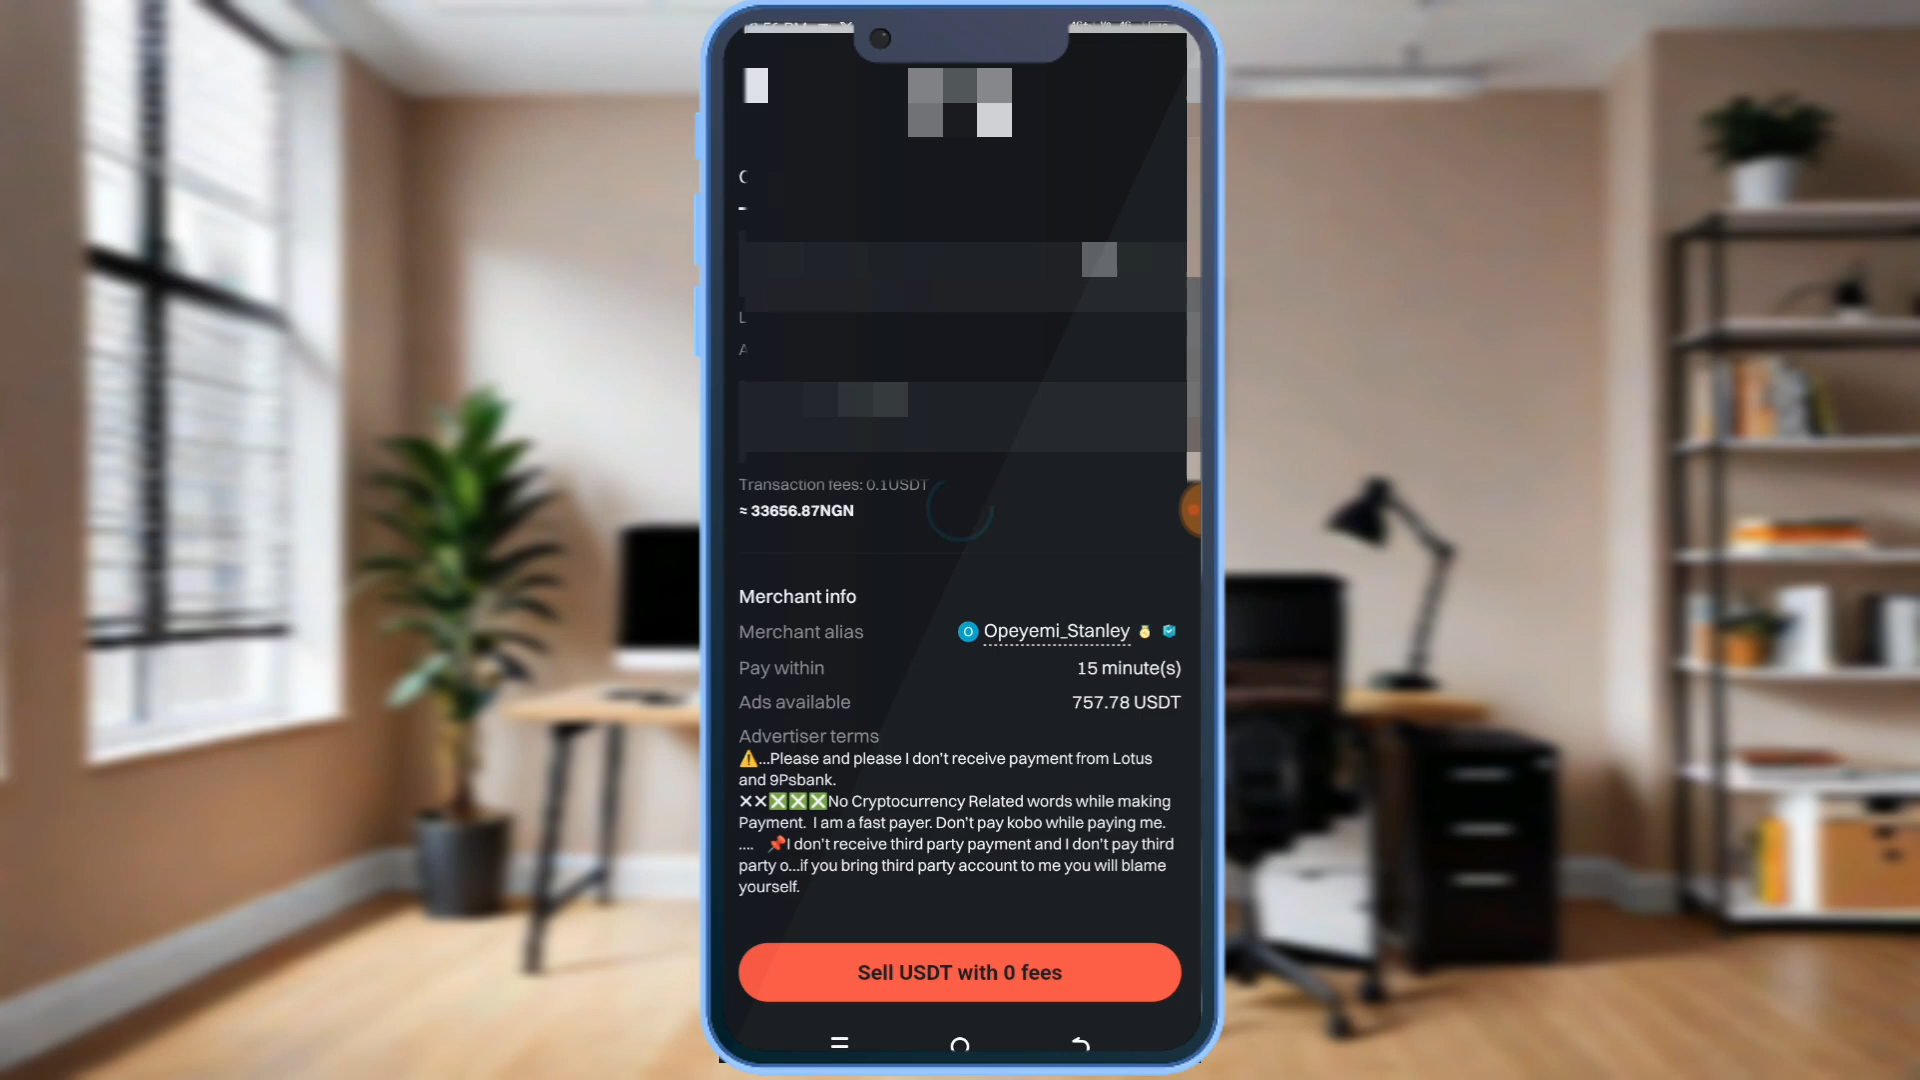 Transaction fees: 0.1USDT
≈ 33656.87NGN
Merchant info
Merchant alias O Opeyemi_Stanley
Pay within 15 minute(s)
Ads available 757.78 USDT
Advertiser terms
⚠️...Please and please I don't receive payment from Lotus
and 9Psbank.
✕✕❎❎❎No Cryptocurrency Related words while making
Payment. I am a fast payer. Don't pay kobo while paying me.
.... 📌I don't receive third party payment and I don't pay third
party o...if you bring third party account to me you will blame
yourself.
Sell USDT with 0 fees